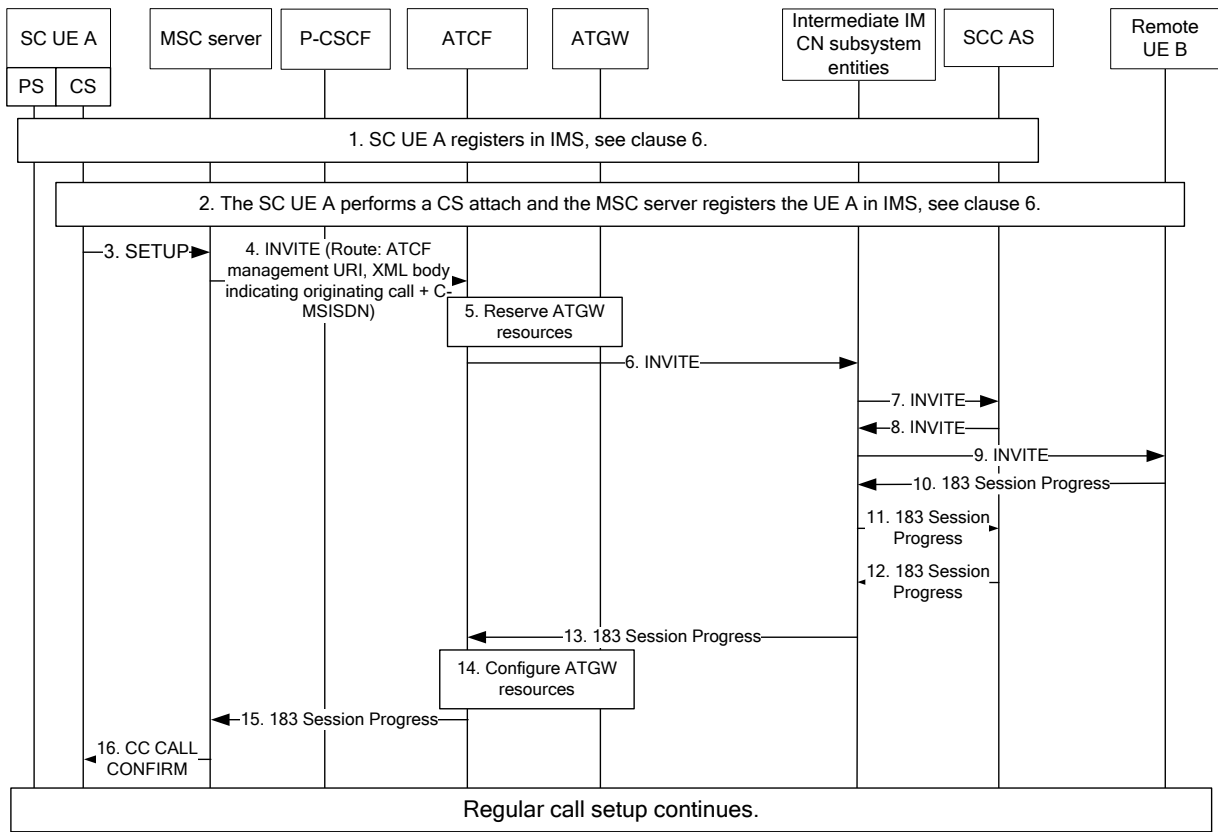 SC UE A
PS
CS
MSC server
P-CSCF
ATCF
ATGW
Intermediate IM
CN subsystem
entities
SCC AS
Remote
UE B
1. SC UE A registers in IMS, see clause 6.
2. The SC UE A performs a CS attach and the MSC server registers the UE A in IMS, see clause 6.
3. SETUP
4. INVITE (Route: ATCF
management URI, XML body
indicating originating call + C-
MSISDN)
5. Reserve ATGW
resources
6. INVITE
7. INVITE
8. INVITE
9. INVITE
10. 183 Session Progress
11. 183 Session
Progress
12. 183 Session
Progress
13. 183 Session Progress
14. Configure ATGW
resources
15. 183 Session Progress
16. CC CALL
CONFIRM
Regular call setup continues.